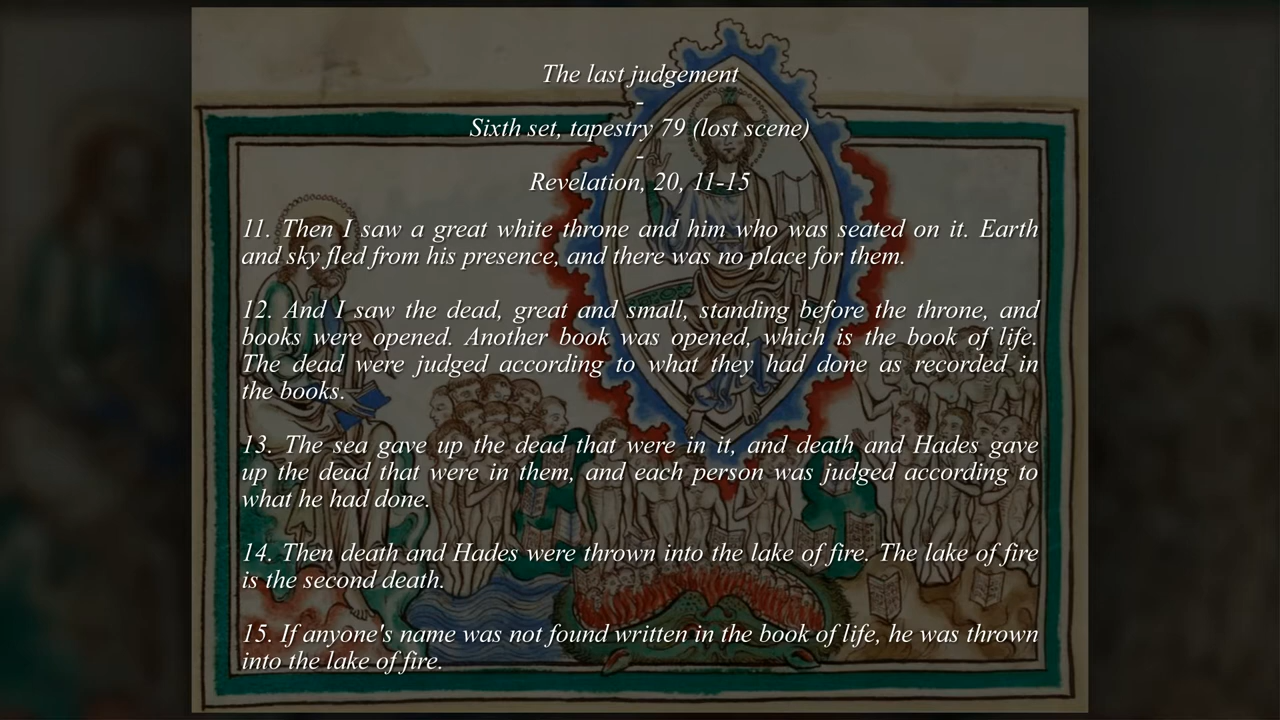 The last judgement
-
Sixth set, tapestry 79 (lost scene)
-
Revelation, 20, 11-15
11. Then I saw a great white throne and him who was seated on it. Earth
and sky fled from his presence, and there was no place for them.
12. And I saw the dead, great and small, standing before the throne, and
books were opened. Another book was opened, which is the book of life.
The dead were judged according to what they had done as recorded in
the books.
13. The sea gave up the dead that were in it, and death and Hades gave
up the dead that were in them, and each person was judged according to
what he had done.
14. Then death and Hades were thrown into the lake of fire. The lake of fire
is the second death.
15. If anyone's name was not found written in the book of life, he was thrown
into the lake of fire.